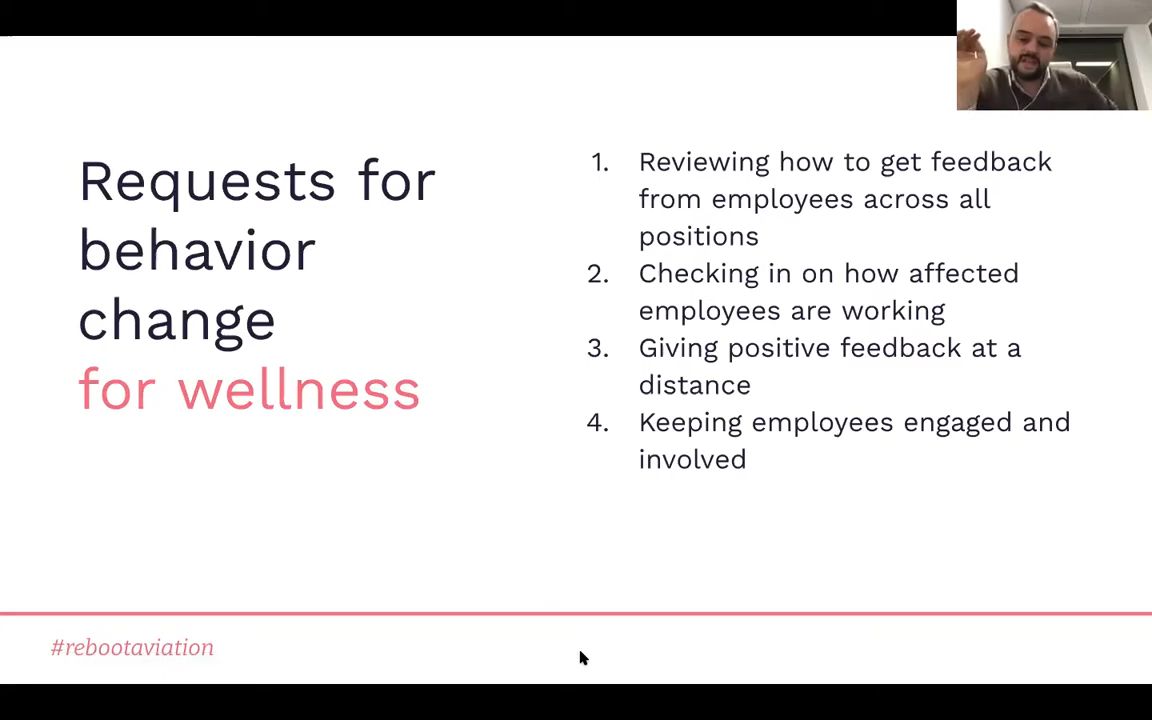 Requests for
behavior
change
for wellness
1. Reviewing how to get feedback
from employees across all
positions
2. Checking in on how affected
employees are working
3. Giving positive feedback at a
distance
4. Keeping employees engaged and
involved
#rebootaviation